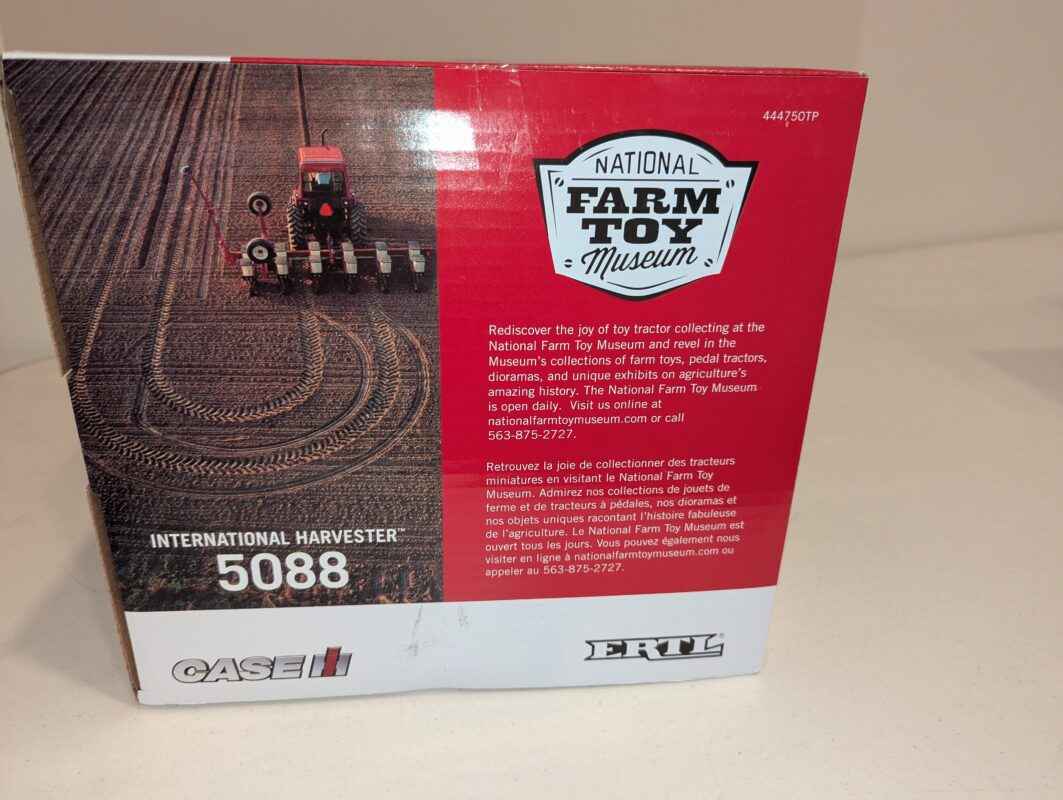 444750TP
NATIONAL
FARM
TOY
Museum
Rediscover the joy of toy tractor collecting at the
National Farm Toy Museum and revel in the
Museum's collections of farm toys, pedal tractors,
dioramas, and unique exhibits on agriculture's
amazing history. The National Farm Toy Museum
is open daily. Visit us online at
nationalfarmtoymuseum.com or call
563-875-2727.
Retrouvez la joie de collectionner des tracteurs
miniatures en visitant le National Farm Toy
Museum. Admirez nos collections de jouets de
ferme et de tracteurs à pédales, nos dioramas et
nos objets uniques racontant l'histoire fabuleuse
de l'agriculture. Le National Farm Toy Museum est
ouvert tous les jours. Vous pouvez également nous
visiter en ligne à nationalfarmtoymuseum.com ou
appeler au 563-875-2727.
INTERNATIONAL HARVESTER™
5088
CASE IH
ERTL®